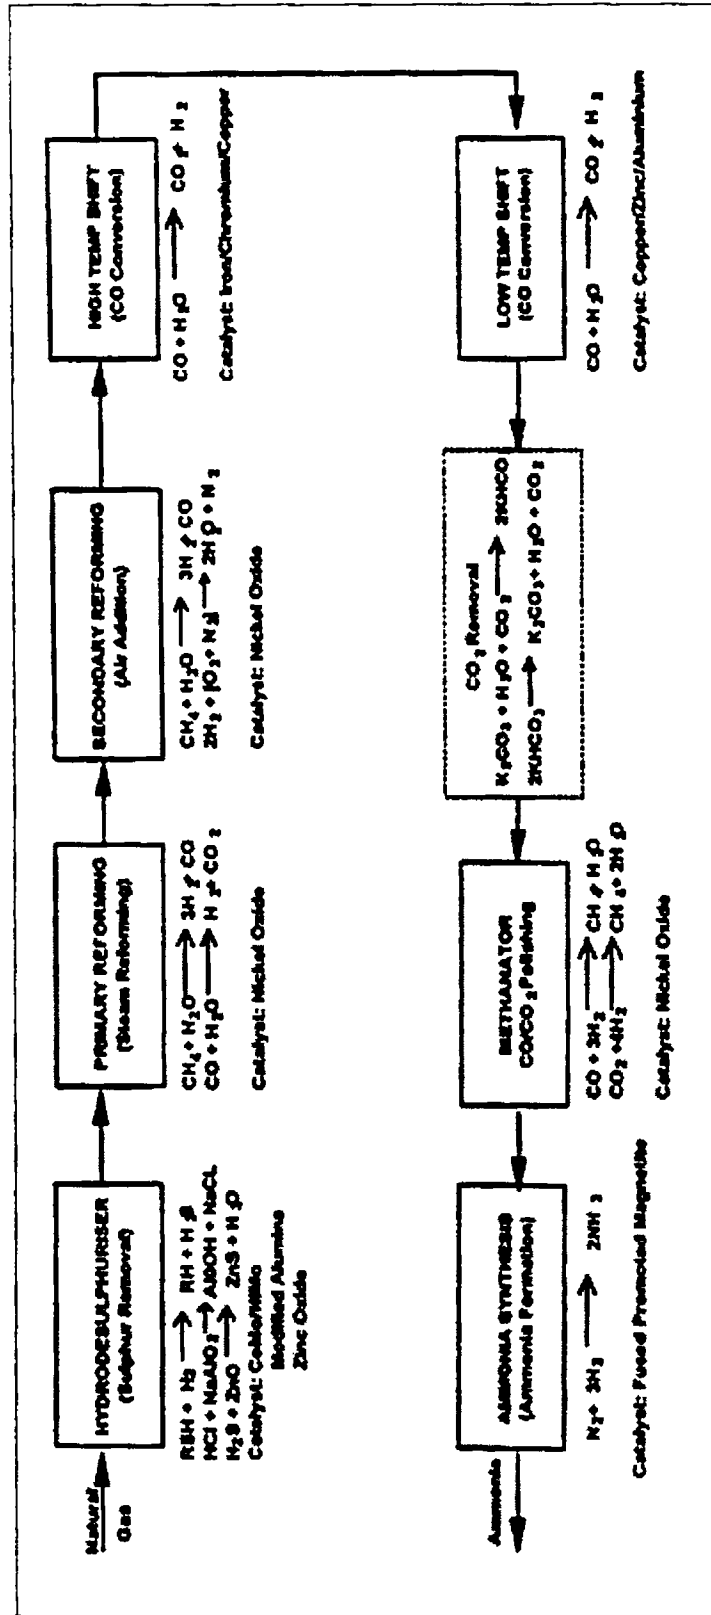 Natural
Gas
HYDRODESULPHURISER
(Sulphur Removal)
RSH + H2 → RH + H2S
HCl + NaAlO2 → AlOOH + NaCL
H2S + ZnO → ZnS + H2O
Catalyst: CoMo/NiMo
Modified Alumina
Zinc Oxide
PRIMARY REFORMING
(Steam Reforming)
CH4 + H2O → 3H2+ CO
CO + H2O → H2+ CO2
Catalyst: Nickel Oxide
SECONDARY REFORMING
(Air Addition)
CH4 + H2O → 3H2+ CO
2H2 + [O2 + N2] → 2H2O + N2
Catalyst: Nickel Oxide
HIGH TEMP SHIFT
(CO Conversion)
CO + H2O → CO2+ H2
Catalyst: Iron/Chromium/Copper
LOW TEMP SHIFT
(CO Conversion)
CO + H2O → CO2+ H2
Catalyst: Copper/Zinc/Aluminium
CO2 Removal
K2CO3 + H2O + CO2 → 2KHCO
2KHCO3 → K2CO3 + H2O + CO2
METHANATOR
CO/CO2 Polishing
CO + 3H2 → CH4+ H2O
CO2 +4H2 → CH4+ 2H2O
Catalyst: Nickel Oxide
AMMONIA SYNTHESIS
(Ammonia Formation)
N2+ 3H2 → 2NH3
Catalyst: Fused Promoted Magnetite
Ammonia